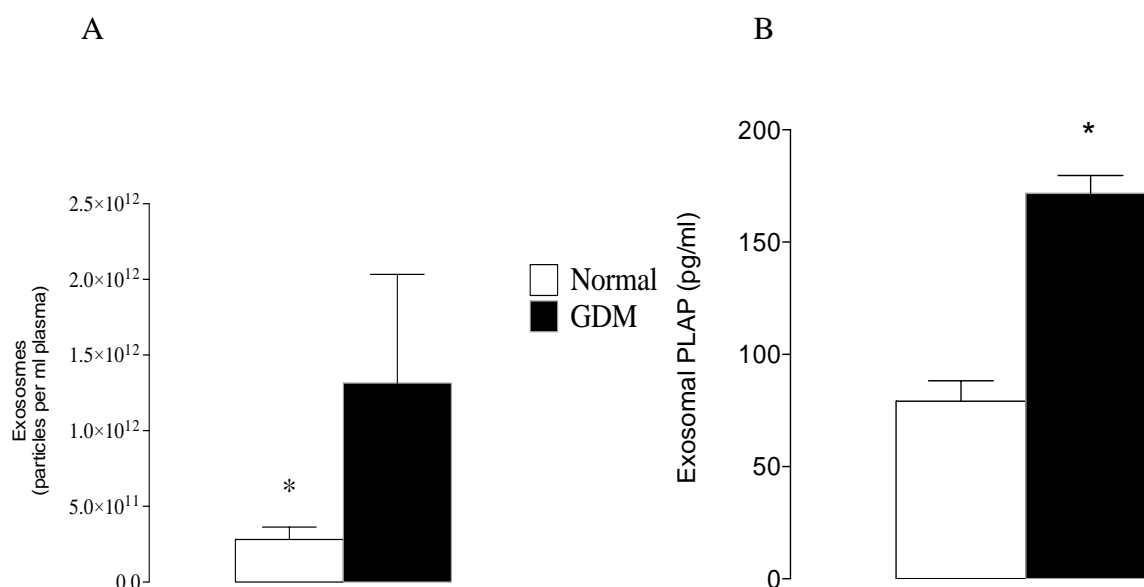 A
B
2.5×10¹²
2.0×10¹²
1.5×10¹²
1.0×10¹²
5.0×10¹¹
0.0
Exososmes
(particles per ml plasma)
*
Normal
GDM
200
150
100
50
0
Exosomal PLAP (pg/ml)
*